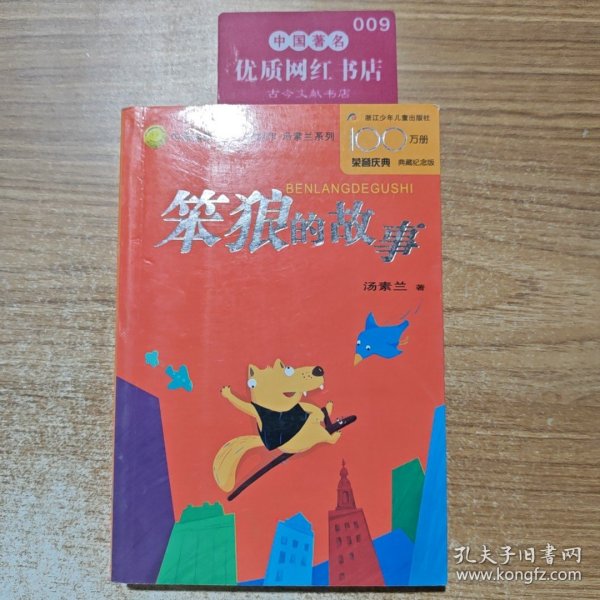 009
中国著名
优质网红书店
古今文献书店
汤素兰系列
浙江少年儿童出版社
100万册
荣誉庆典 典藏纪念版
BENLANGDEGUSHI
笨狼的故事
汤素兰 著
孔夫子旧书网
www.kongfz.com